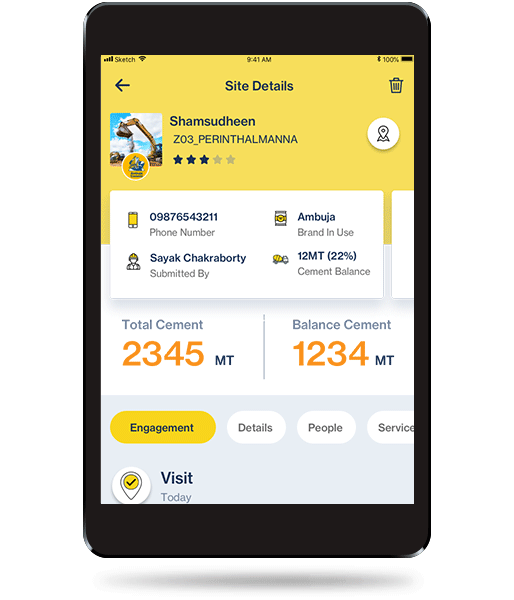 Sketch 9:41 AM 100%
Site Details
Shamsudheen
Z03_PERINTHALMANNA
09876543211
Phone Number
Ambuja
Brand In Use
Sayak Chakraborty
Submitted By
12MT (22%)
Cement Balance
Total Cement
2345 MT
Balance Cement
1234 MT
Engagement Details People Service
Visit
Today